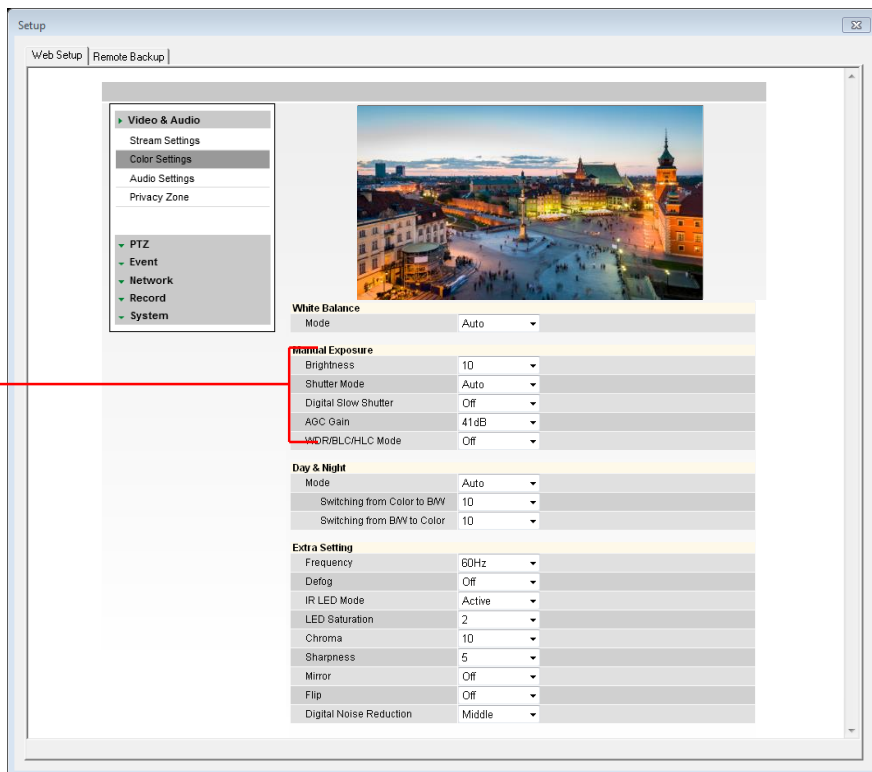 Setup
Web Setup
Remote Backup
Video & Audio
Stream Settings
Color Settings
Audio Settings
Privacy Zone
PTZ
Event
Network
Record
System
White Balance
Mode Auto
Manual Exposure
Brightness 10
Shutter Mode Auto
Digital Slow Shutter Off
AGC Gain 41dB
WDR/BLC/HLC Mode Off
Day & Night
Mode Auto
Switching from Color to B/W 10
Switching from B/W to Color 10
Extra Setting
Frequency 60Hz
Defog Off
IR LED Mode Active
LED Saturation 2
Chroma 10
Sharpness 5
Mirror Off
Flip Off
Digital Noise Reduction Middle